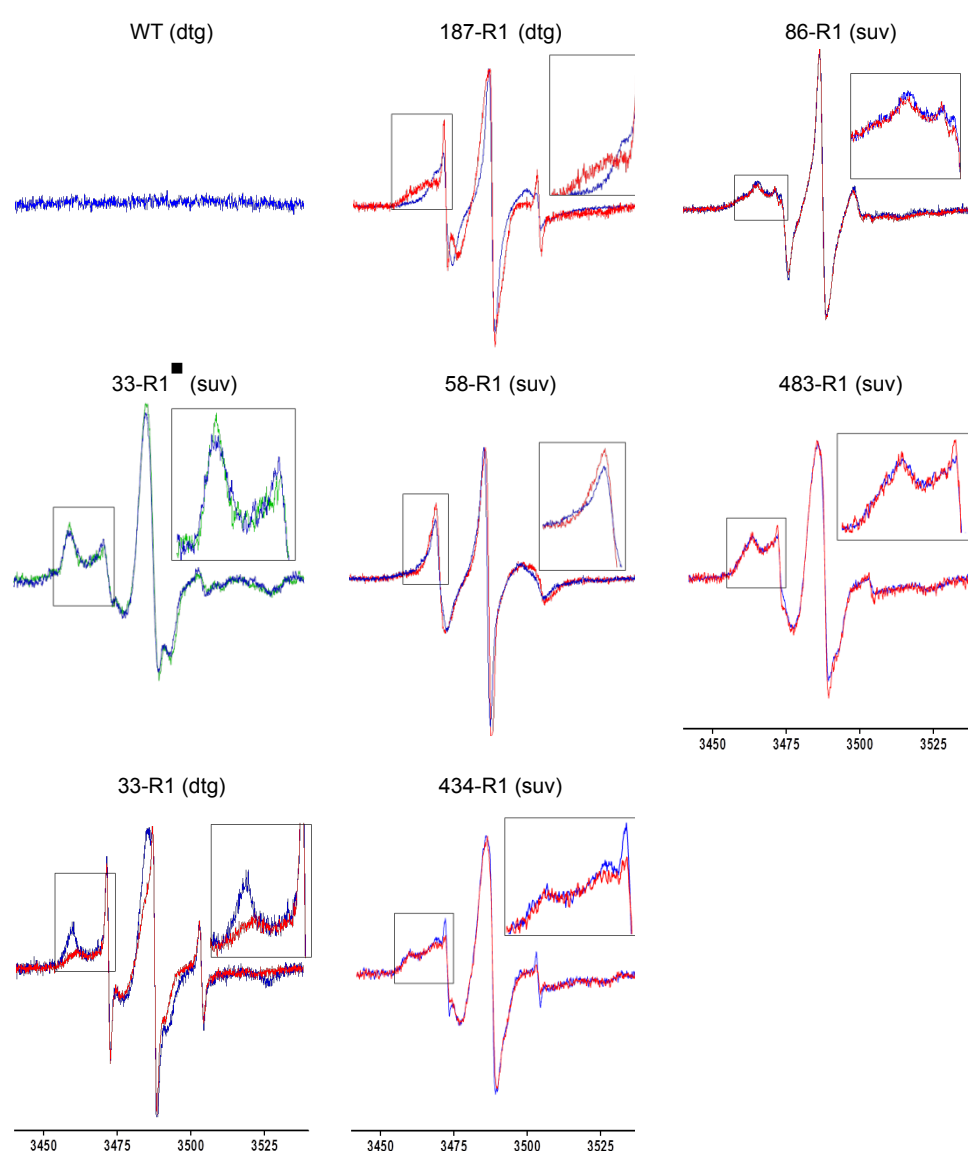 WT (dtg)
187-R1 (dtg)
86-R1 (suv)
33-R1■ (suv)
58-R1 (suv)
483-R1 (suv)
3450 3475 3500 3525
33-R1 (dtg)
434-R1 (suv)
3450 3475 3500 3525
3450 3475 3500 3525